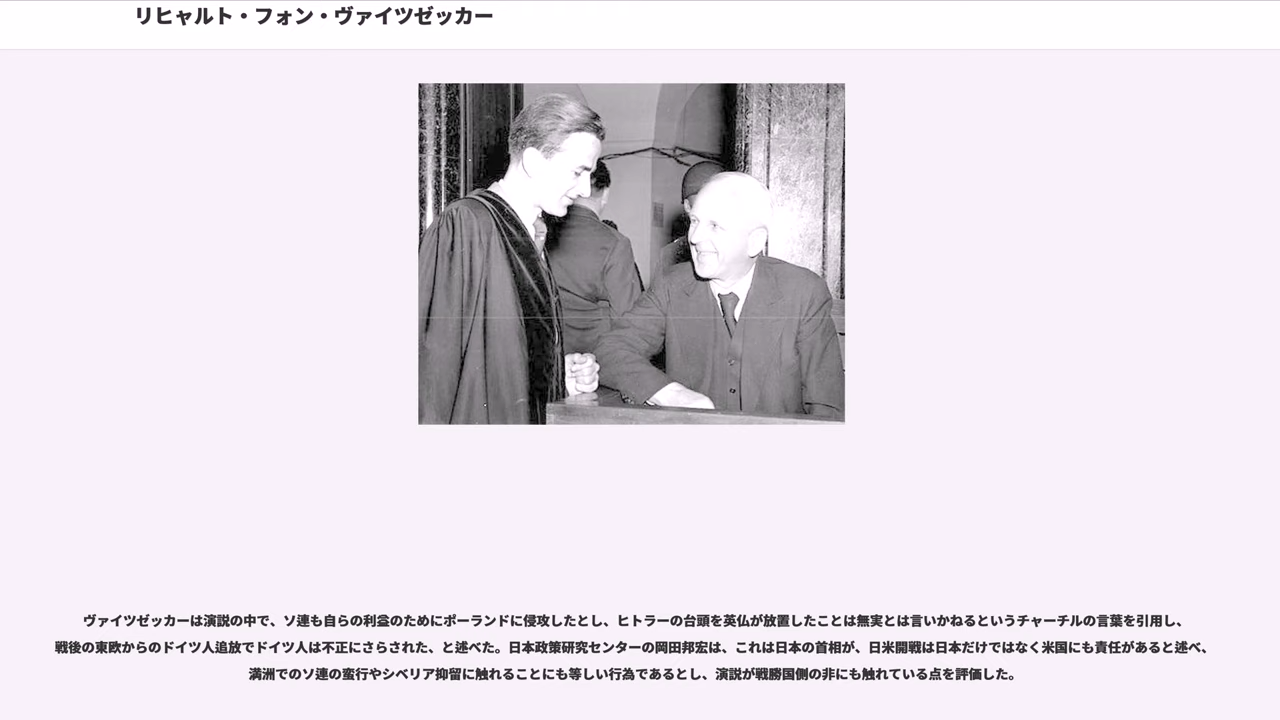 リヒャルト・フォン・ヴァイツゼッカー
ヴァイツゼッカーは演説の中で、ソ連も自らの利益のためにポーランドに侵攻したとし、ヒトラーの台頭を英仏が放置したことは無実とは言いかねるというチャーチルの言葉を引用し、
戦後の東欧からのドイツ人追放でドイツ人は不正にさらされた、と述べた。日本政策研究センターの岡田邦宏は、これは日本の首相が、日米開戦は日本だけではなく米国にも責任があると述べ、
満洲でのソ連の蛮行やシベリア抑留に触れることにも等しい行為であるとし、演説が戦勝国側の非にも触れている点を評価した。